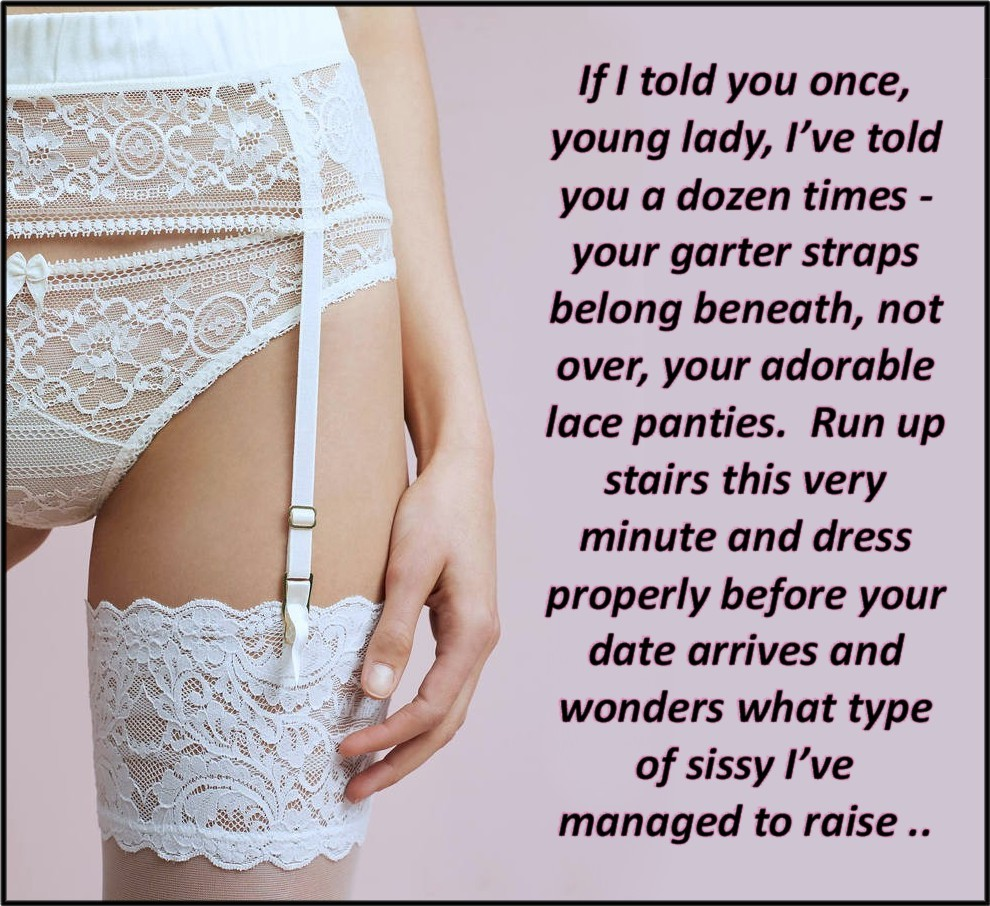 If I told you once,
young lady, I've told
you a dozen times -
your garter straps
belong beneath, not
over, your adorable
lace panties.  Run up
stairs this very
minute and dress
properly before your
date arrives and
wonders what type
of sissy I've
managed to raise ..